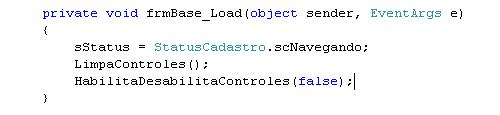 private void frmBase_Load(object sender, EventArgs e)
{
sStatus = StatusCadastro.scNavegando;
LimpaControles();
HabilitaDesabilitaControles(false);
}